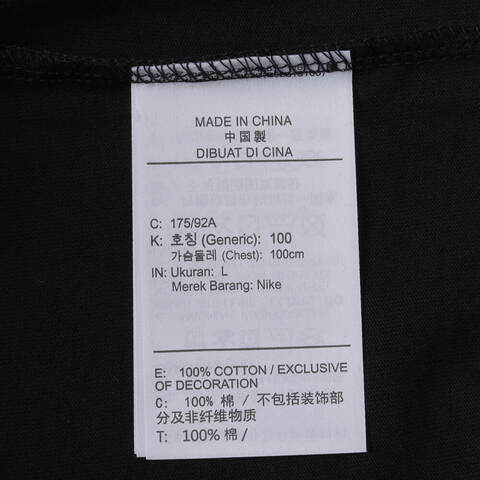 MADE IN CHINA
中国製
DIBUAT DI CINA
C: 175/92A
K: 호칭 (Generic): 100
가슴둘레 (Chest): 100cm
IN: Ukuran: L
Merek Barang: Nike
E: 100% COTTON / EXCLUSIVE
OF DECORATION
C: 100% 棉 / 不包括装饰部
分及非纤维物质
T: 100% 棉 /